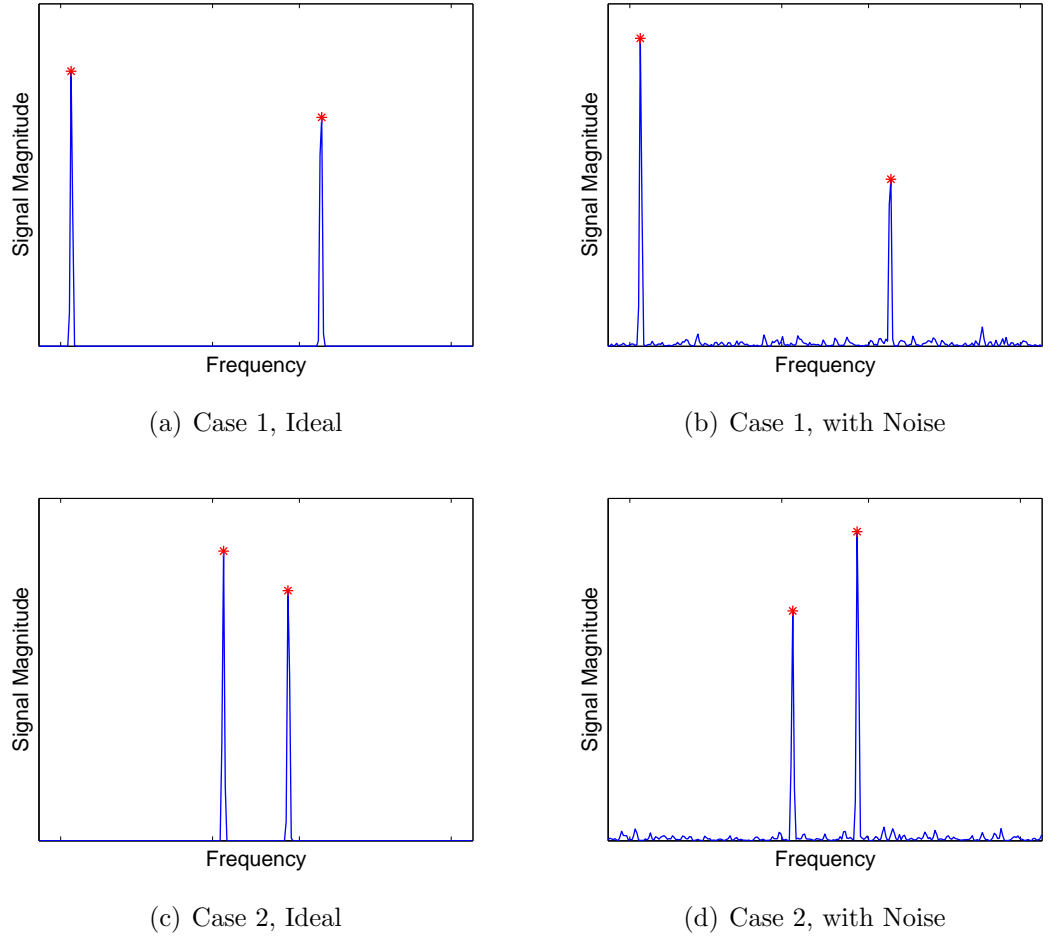 Signal Magnitude
Frequency
(a) Case 1, Ideal
Signal Magnitude
Frequency
(b) Case 1, with Noise
Signal Magnitude
Frequency
(c) Case 2, Ideal
Signal Magnitude
Frequency
(d) Case 2, with Noise